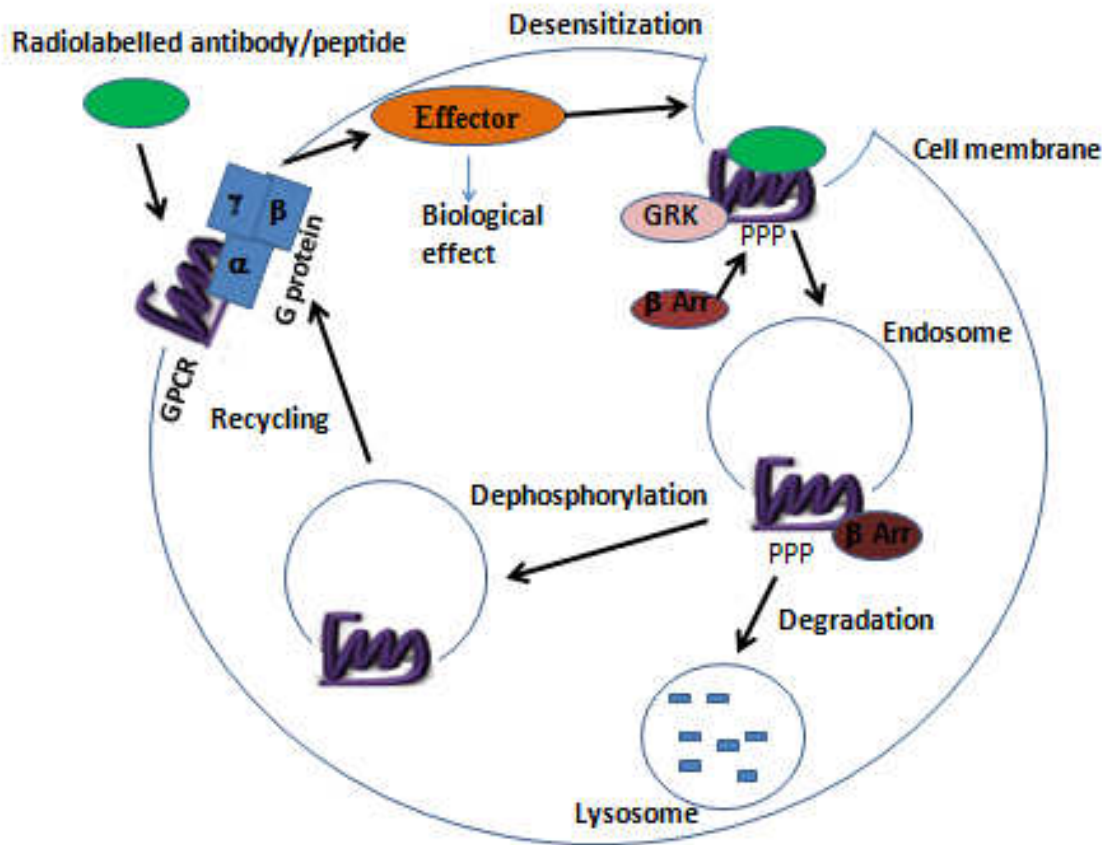 Desensitization
Radiolabelled antibody/peptide
Effector
Cell membrane
γ
β
α
G protein
GPCR
Biological
effect
GRK
PPP
β Arr
Endosome
Recycling
Dephosphorylation
β Arr
PPP
Degradation
Lysosome